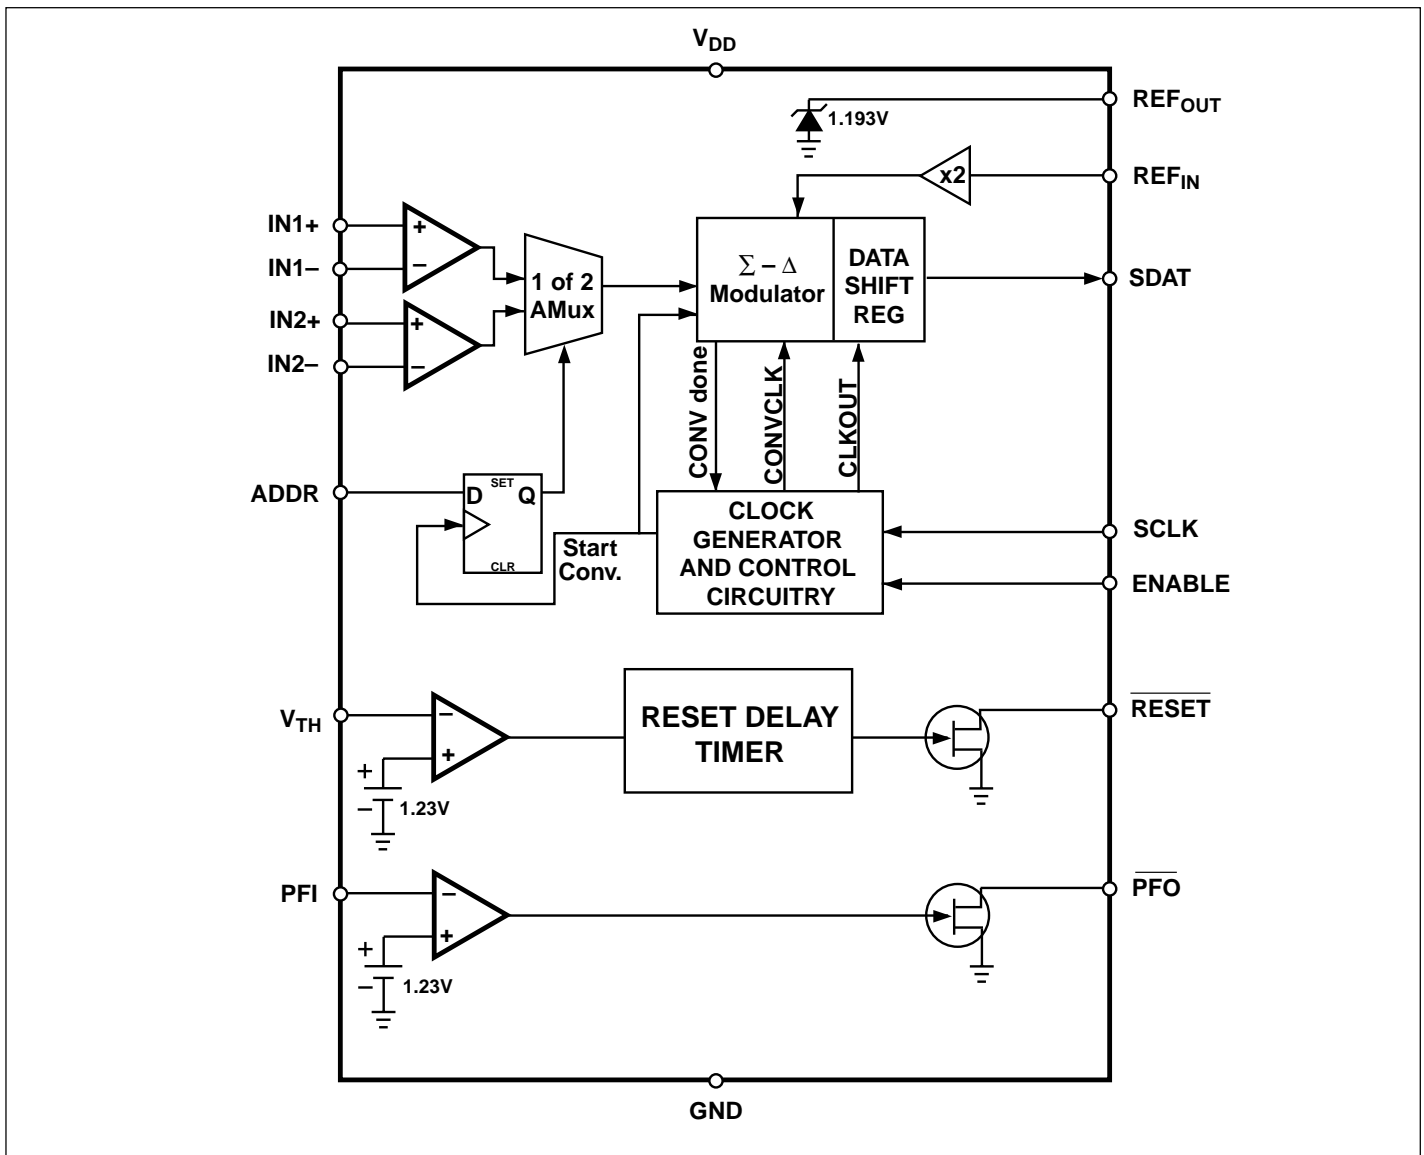 VDD
REFOUT
1.193V
x2
REFIN
IN1+
+
IN1–
–
1 of 2
AMux
IN2+
+
IN2–
–
Σ – Δ
Modulator
DATA
SHIFT
REG
SDAT
CONV done
CONVCLK
CLKOUT
ADDR
SET
D Q
CLR
Start
Conv.
CLOCK
GENERATOR
AND CONTROL
CIRCUITRY
SCLK
ENABLE
VTH
–
+
+
–
1.23V
RESET DELAY
TIMER
RESET
PFI
–
+
+
–
1.23V
PFO
GND